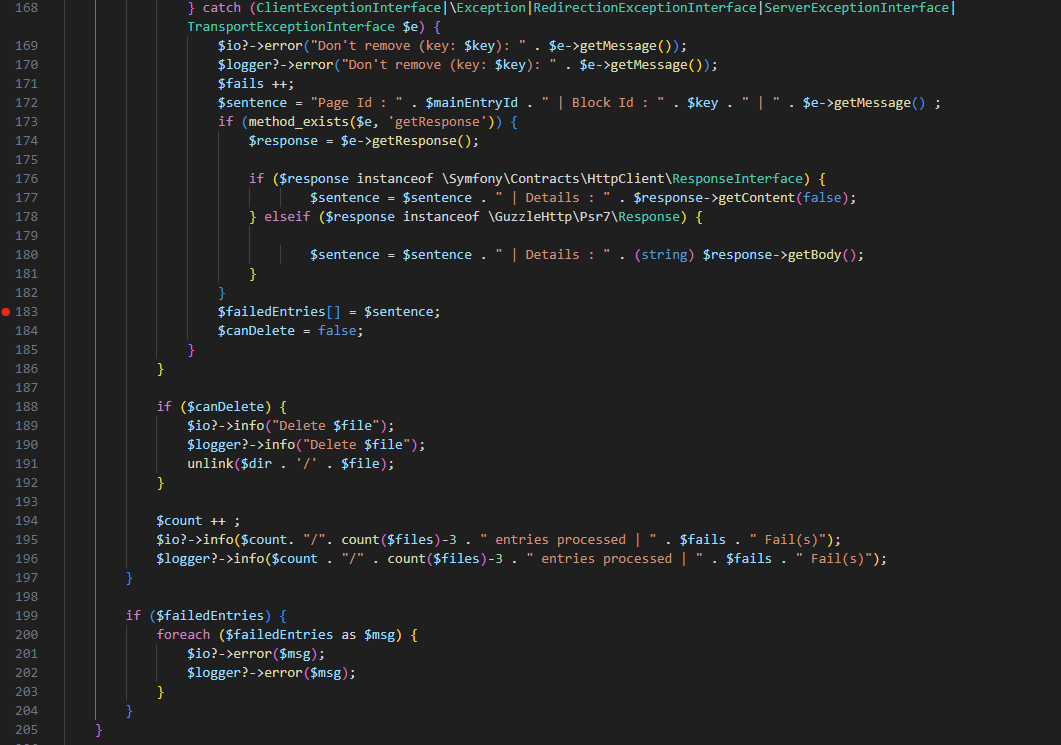 168 } catch (ClientExceptionInterface|\Exception|RedirectionExceptionInterface|ServerExceptionInterface|
TransportExceptionInterface $e) {
169 $io?->error("Don't remove (key: $key): " . $e->getMessage());
170 $logger?->error("Don't remove (key: $key): " . $e->getMessage());
171 $fails ++;
172 $sentence = "Page Id : " . $mainEntryId . " | Block Id : " . $key . " | " . $e->getMessage() ;
173 if (method_exists($e, 'getResponse')) {
174 $response = $e->getResponse();
175
176 if ($response instanceof \Symfony\Contracts\HttpClient\ResponseInterface) {
177 $sentence = $sentence . " | Details : " . $response->getContent(false);
178 } elseif ($response instanceof \GuzzleHttp\Psr7\Response) {
179
180 $sentence = $sentence . " | Details : " . (string) $response->getBody();
181 }
182 }
183 $failedEntries[] = $sentence;
184 $canDelete = false;
185 }
186 }
187
188 if ($canDelete) {
189 $io?->info("Delete $file");
190 $logger?->info("Delete $file");
191 unlink($dir . '/' . $file);
192 }
193
194 $count ++ ;
195 $io?->info($count. "/". count($files)-3 . " entries processed | " . $fails . " Fail(s)");
196 $logger?->info($count . "/" . count($files)-3 . " entries processed | " . $fails . " Fail(s)");
197 }
198
199 if ($failedEntries) {
200 foreach ($failedEntries as $msg) {
201 $io?->error($msg);
202 $logger?->error($msg);
203 }
204 }
205 }